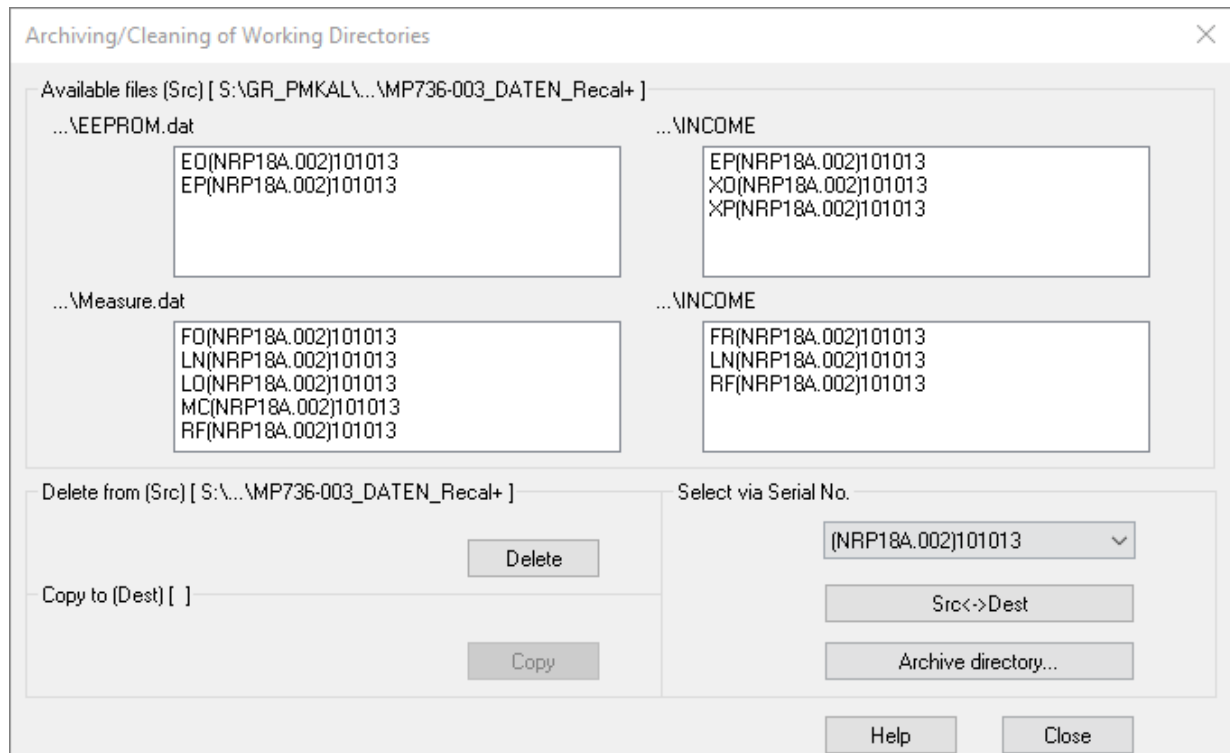 Archiving/Cleaning of Working Directories
Available files (Src) [ S:\GR_PMKAL\...\MP736-003_DATEN_Recal+ ]
...\EEPROM.dat
EO(NRP18A.002)101013
EP(NRP18A.002)101013
...\INCOME
EP(NRP18A.002)101013
XO(NRP18A.002)101013
XP(NRP18A.002)101013
...\Measure.dat
FO(NRP18A.002)101013
LN(NRP18A.002)101013
LO(NRP18A.002)101013
MC(NRP18A.002)101013
RF(NRP18A.002)101013
...\INCOME
FR(NRP18A.002)101013
LN(NRP18A.002)101013
RF(NRP18A.002)101013
Delete from (Src) [ S:\...\MP736-003_DATEN_Recal+ ]
Delete
Copy to (Dest) [  ]
Copy
Select via Serial No.
(NRP18A.002)101013
Src<->Dest
Archive directory...
Help
Close